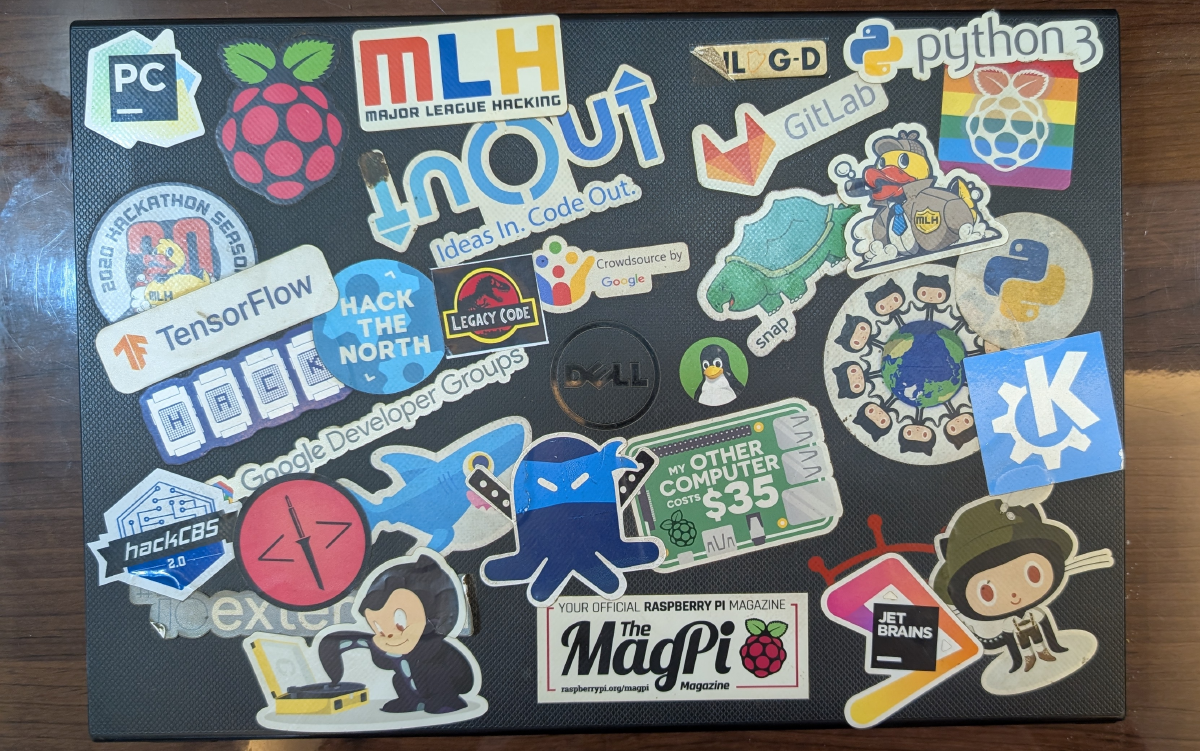 PC
MLH
MAJOR LEAGUE HACKING
InOUT
Ideas In. Code Out.
G-D
python 3
GitLab
MLH
2020 HACKATHON SEASON
MLH
TensorFlow
HACK
THE
NORTH
LEGACY CODE
Crowdsource by
Google
snap
DELL
HACK
Google Developer Groups
K
MY OTHER
COMPUTER
COSTS $35
hackCBS
2.0
</>
YOUR OFFICIAL RASPBERRY PI MAGAZINE
The
MagPi
raspberrypi.org/magpi
Magazine
JET
BRAINS